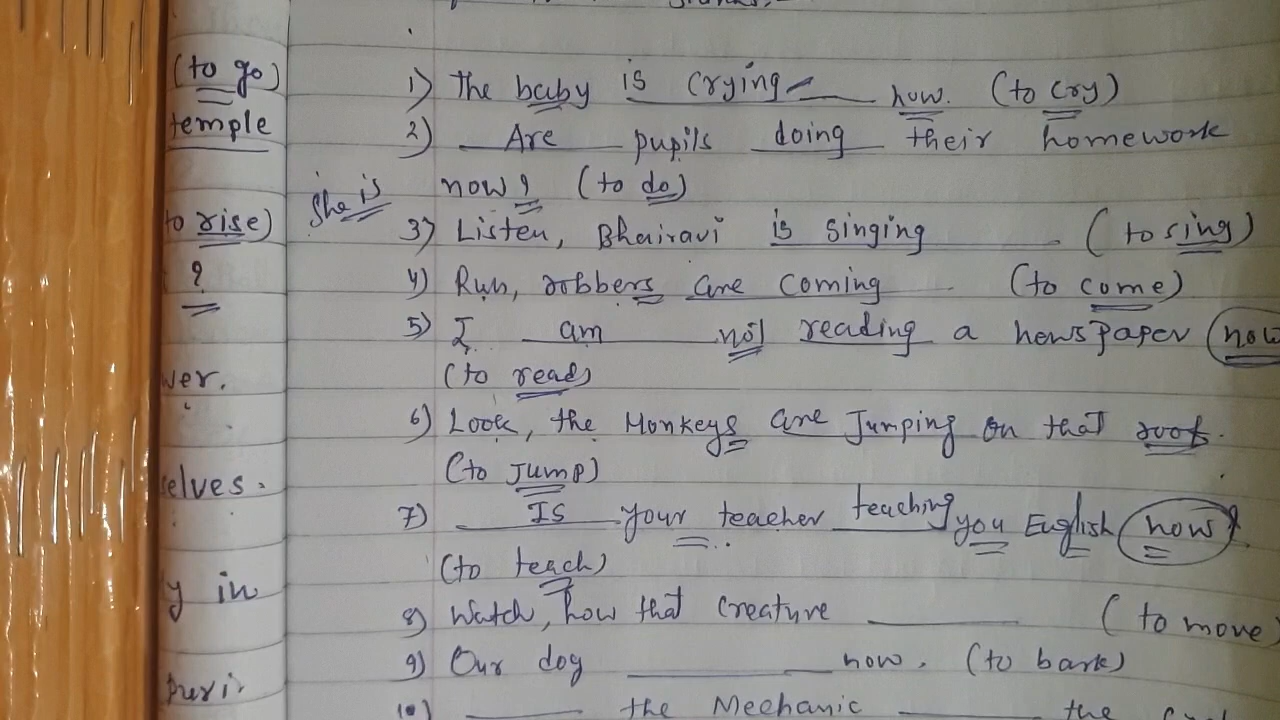 (to go)
temple
to rise)
?
wer.
elves.
y in
1) The baby is crying now. (to cry)
2) Are pupils doing their homework
now? (to do)
She is
3) Listen, Bhairavi is singing (to sing)
4) Run, robbers are coming (to come)
5) I am not reading a newspaper now
(to read)
6) Look, the Monkeys are Jumping on that roof.
(to Jump)
7) Is your teacher teaching you English now?
(to teach)
8) Watch, how that creature (to move)
9) Our dog now. (to bark)
10) the Mechanic the